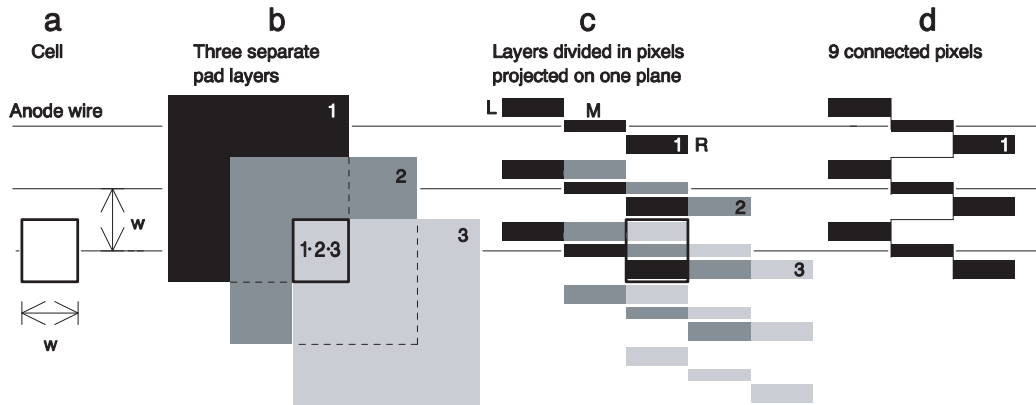 a
Cell
b
Three separate
pad layers
c
Layers divided in pixels
projected on one plane
d
9 connected pixels
Anode wire
1
2
3
1·2·3
w
w
L
M
1
R
2
3
1